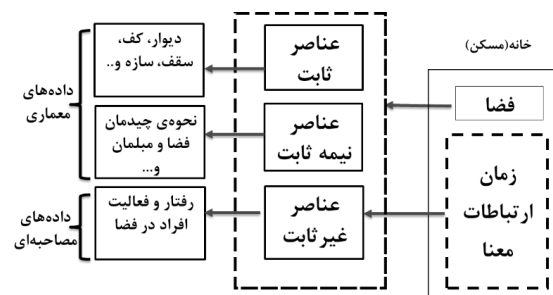 خانه(مسکن)
فضا
زمان
ارتباطات
معنا
عناصر
ثابت
عناصر
نیمه ثابت
عناصر
غیرثابت
دیوار، کف،
سقف، سازه و..
نحوه‌ی چیدمان
فضا و مبلمان
و...
رفتار و فعالیت
افراد در فضا
داده‌های
معماری
داده‌های
مصاحبه‌ای